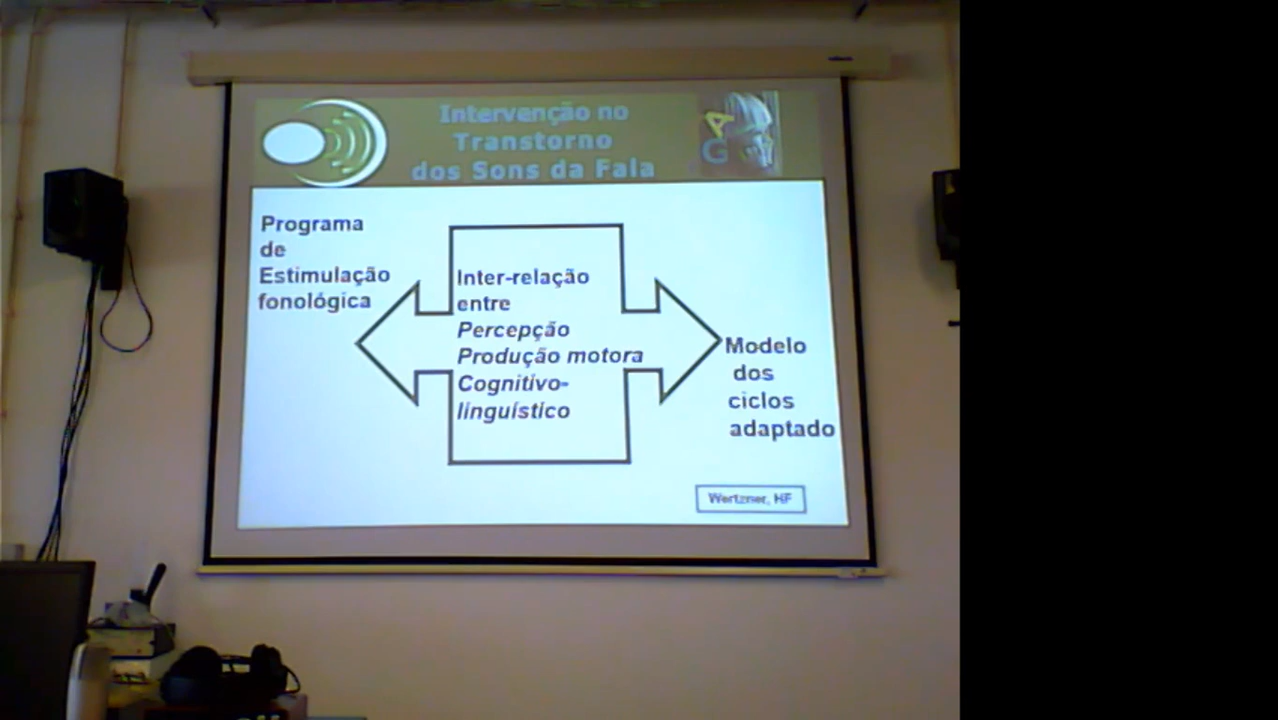 Intervenção no
Transtorno
dos Sons da Fala
A
G
Programa
de
Estimulação
fonológica
Inter-relação
entre
Percepção
Produção motora
Cognitivo-
linguístico
Modelo
dos
ciclos
adaptado
Wertzner, HF